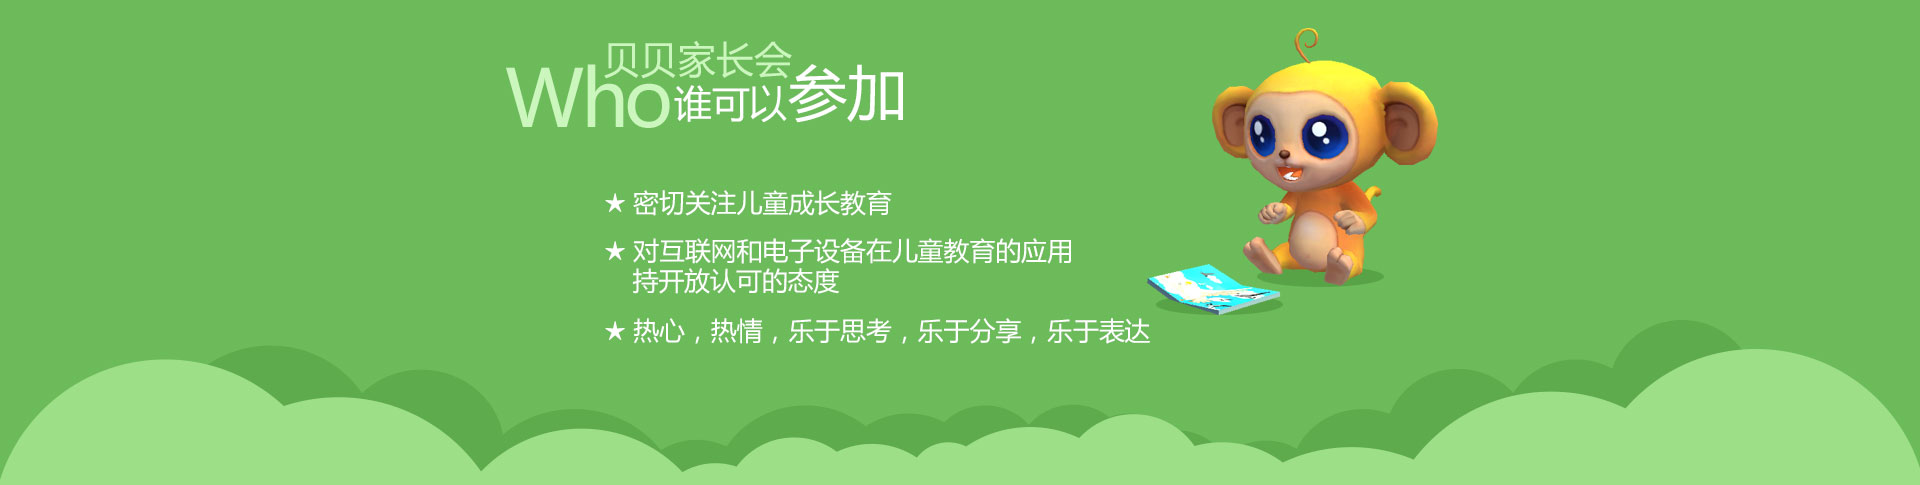 贝贝家长会
Who谁可以参加
★ 密切关注儿童成长教育
★ 对互联网和电子设备在儿童教育的应用
持开放认可的态度
★ 热心，热情，乐于思考，乐于分享，乐于表达